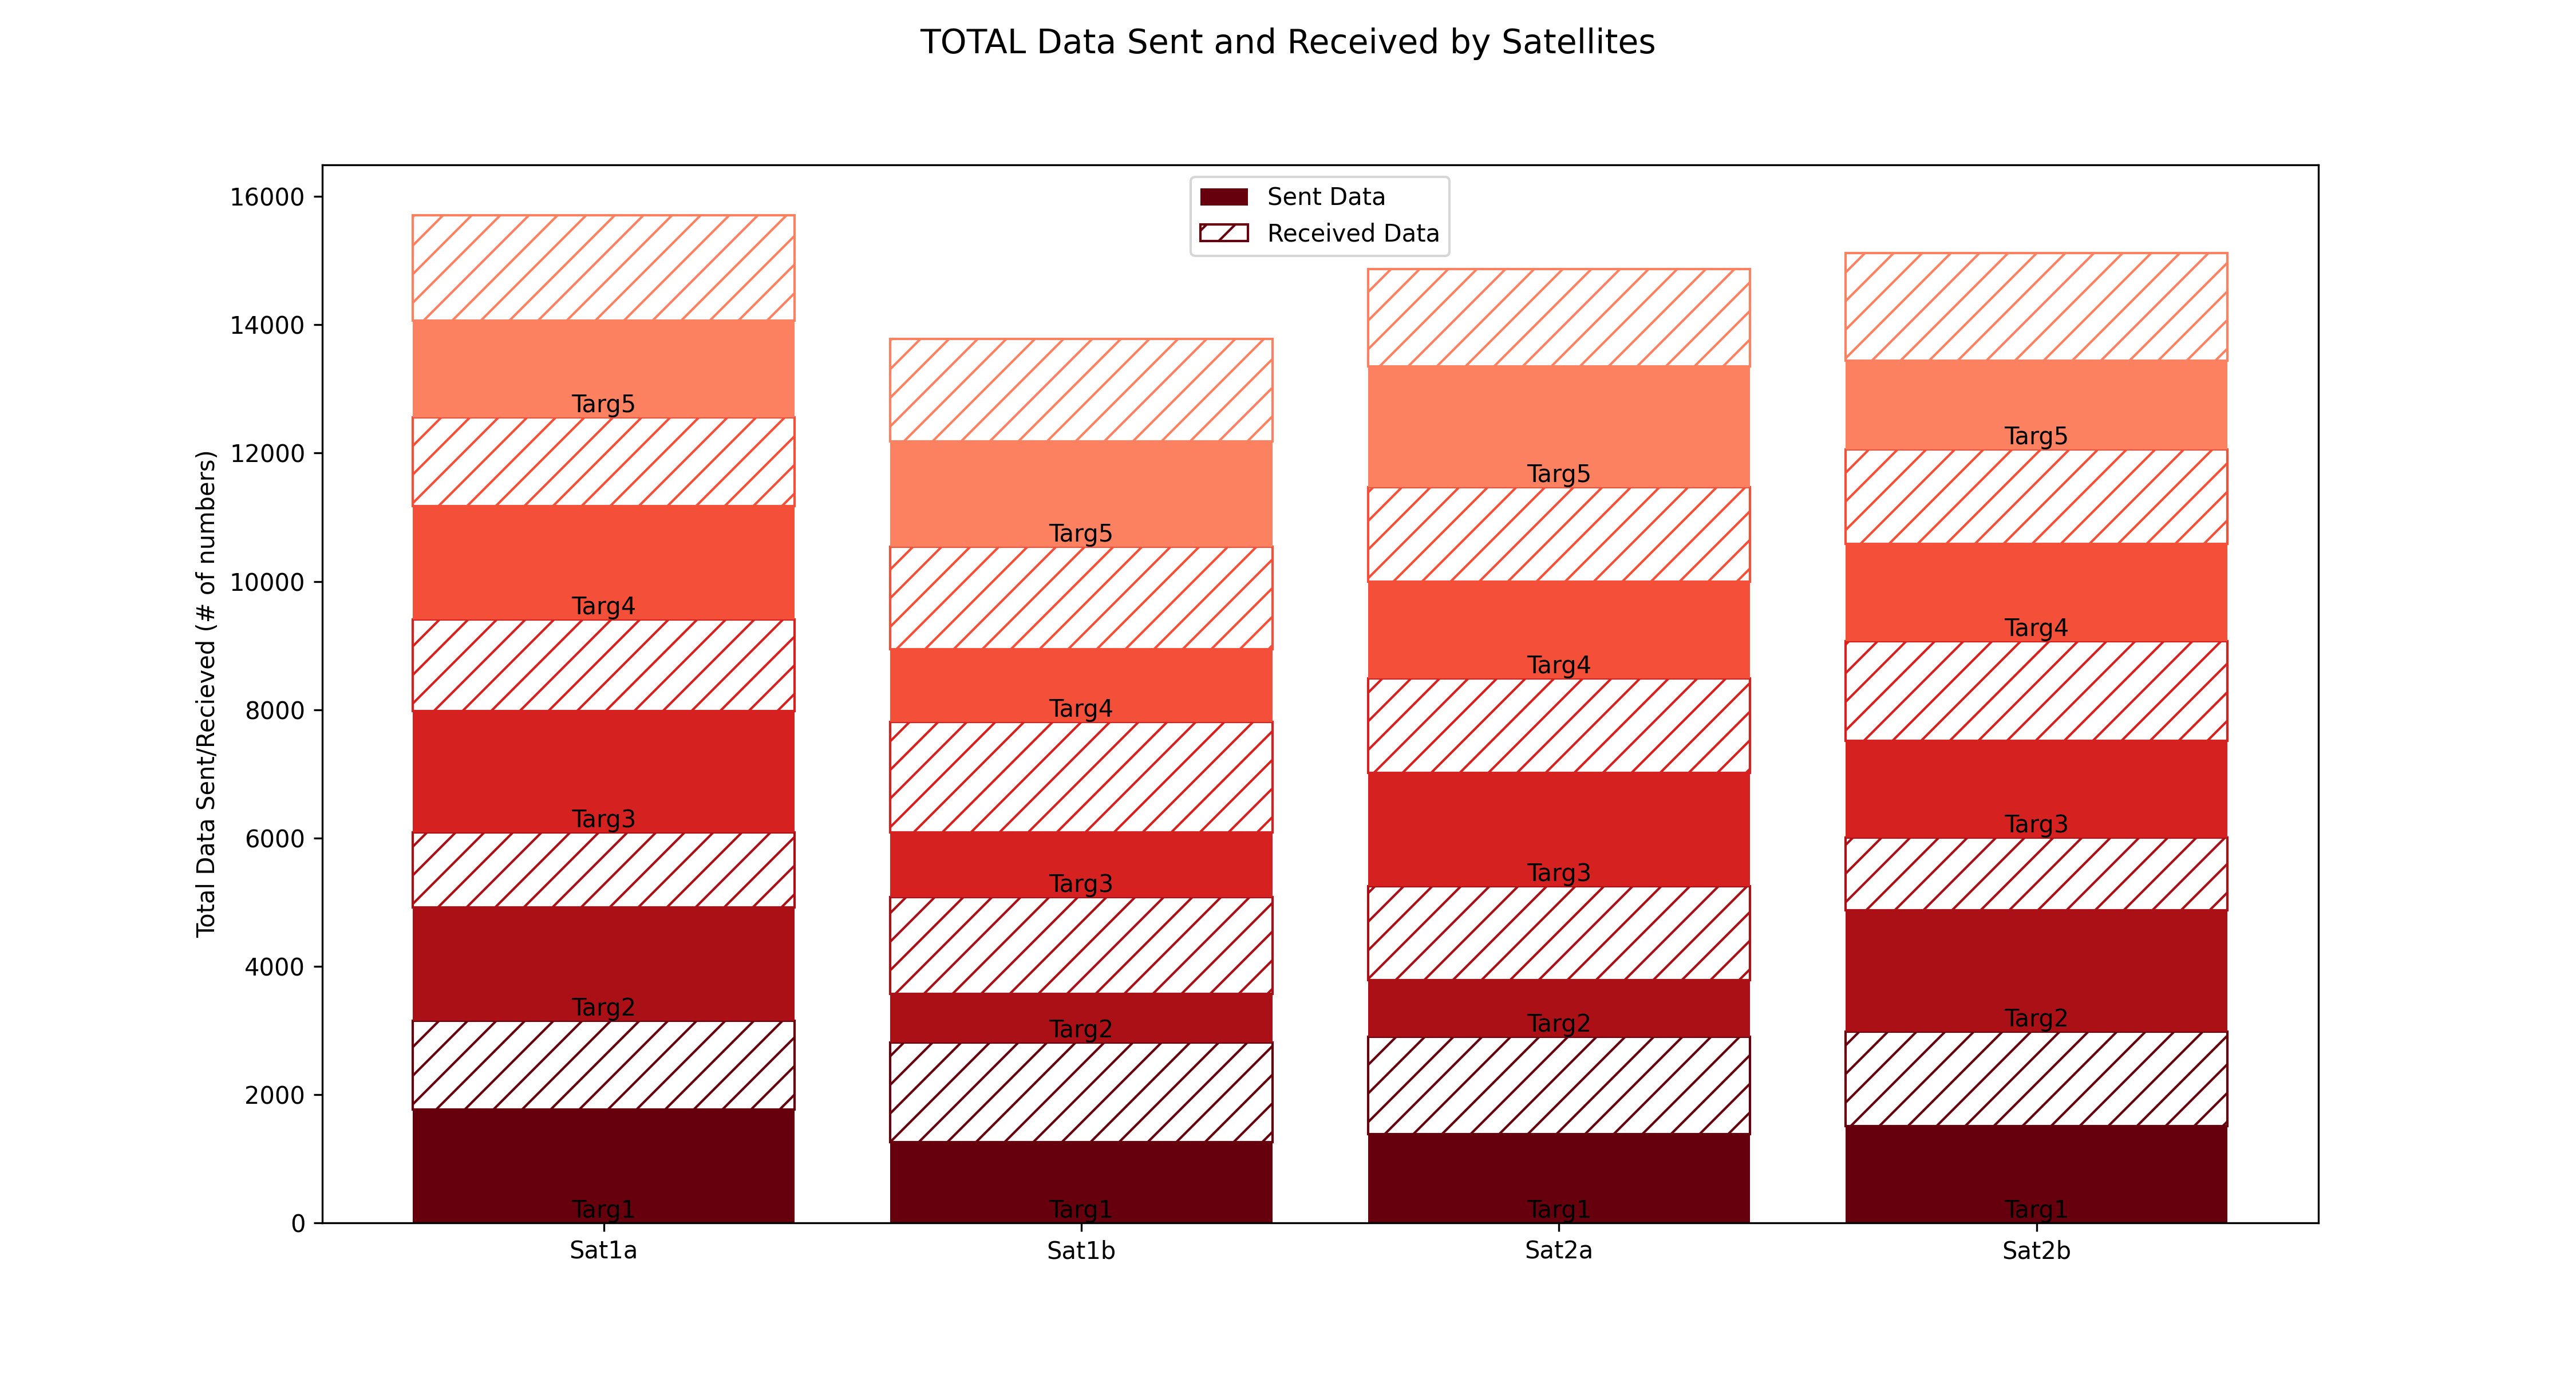 TOTAL Data Sent and Received by Satellites
Sent Data
Received Data
Total Data Sent/Recieved (# of numbers)
16000
14000
12000
10000
8000
6000
4000
2000
0
Targ5
Targ4
Targ3
Targ2
Targ1
Targ5
Targ4
Targ3
Targ2
Targ1
Targ5
Targ4
Targ3
Targ2
Targ1
Targ5
Targ4
Targ3
Targ2
Targ1
Sat1a
Sat1b
Sat2a
Sat2b